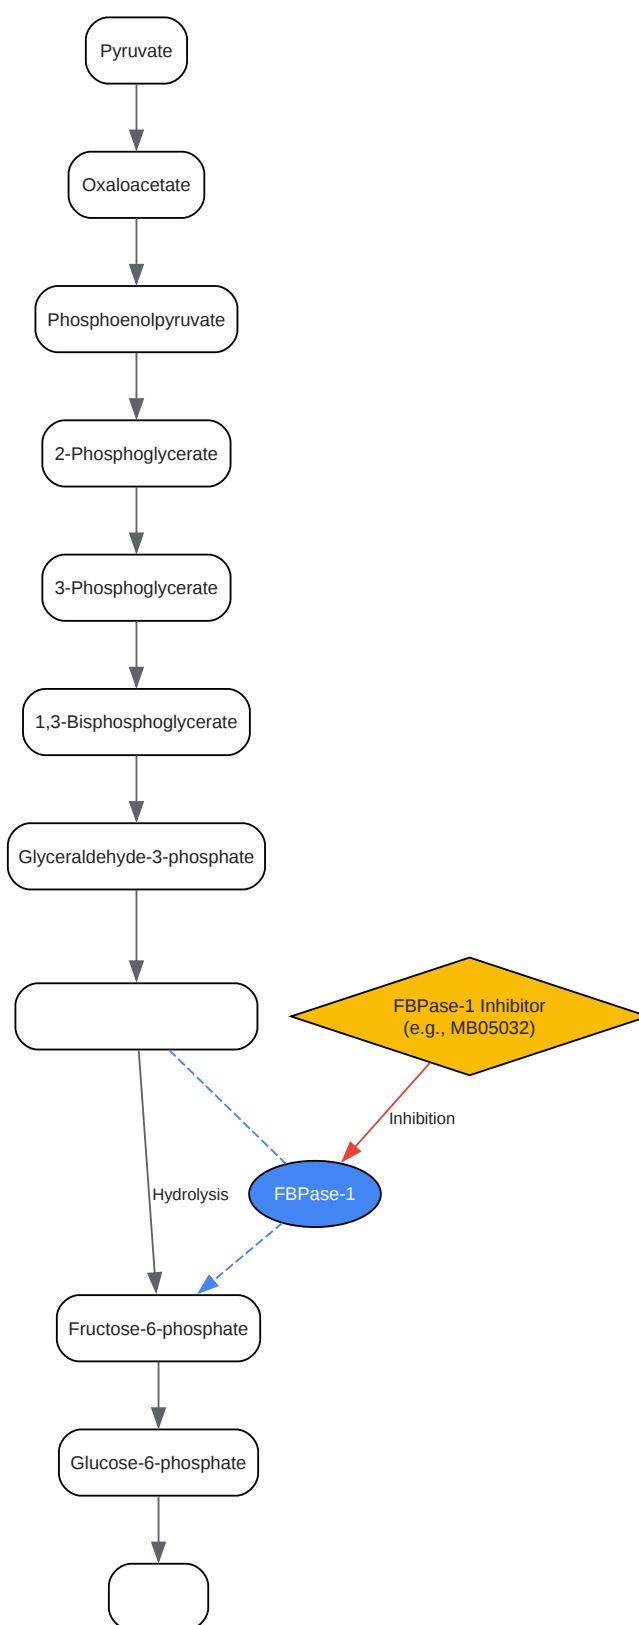 Pyruvate
Oxaloacetate
Phosphoenolpyruvate
2-Phosphoglycerate
3-Phosphoglycerate
1,3-Bisphosphoglycerate
Glyceraldehyde-3-phosphate
FBPase-1 Inhibitor
(e.g., MB05032)
Inhibition
Hydrolysis
FBPase-1
Fructose-6-phosphate
Glucose-6-phosphate